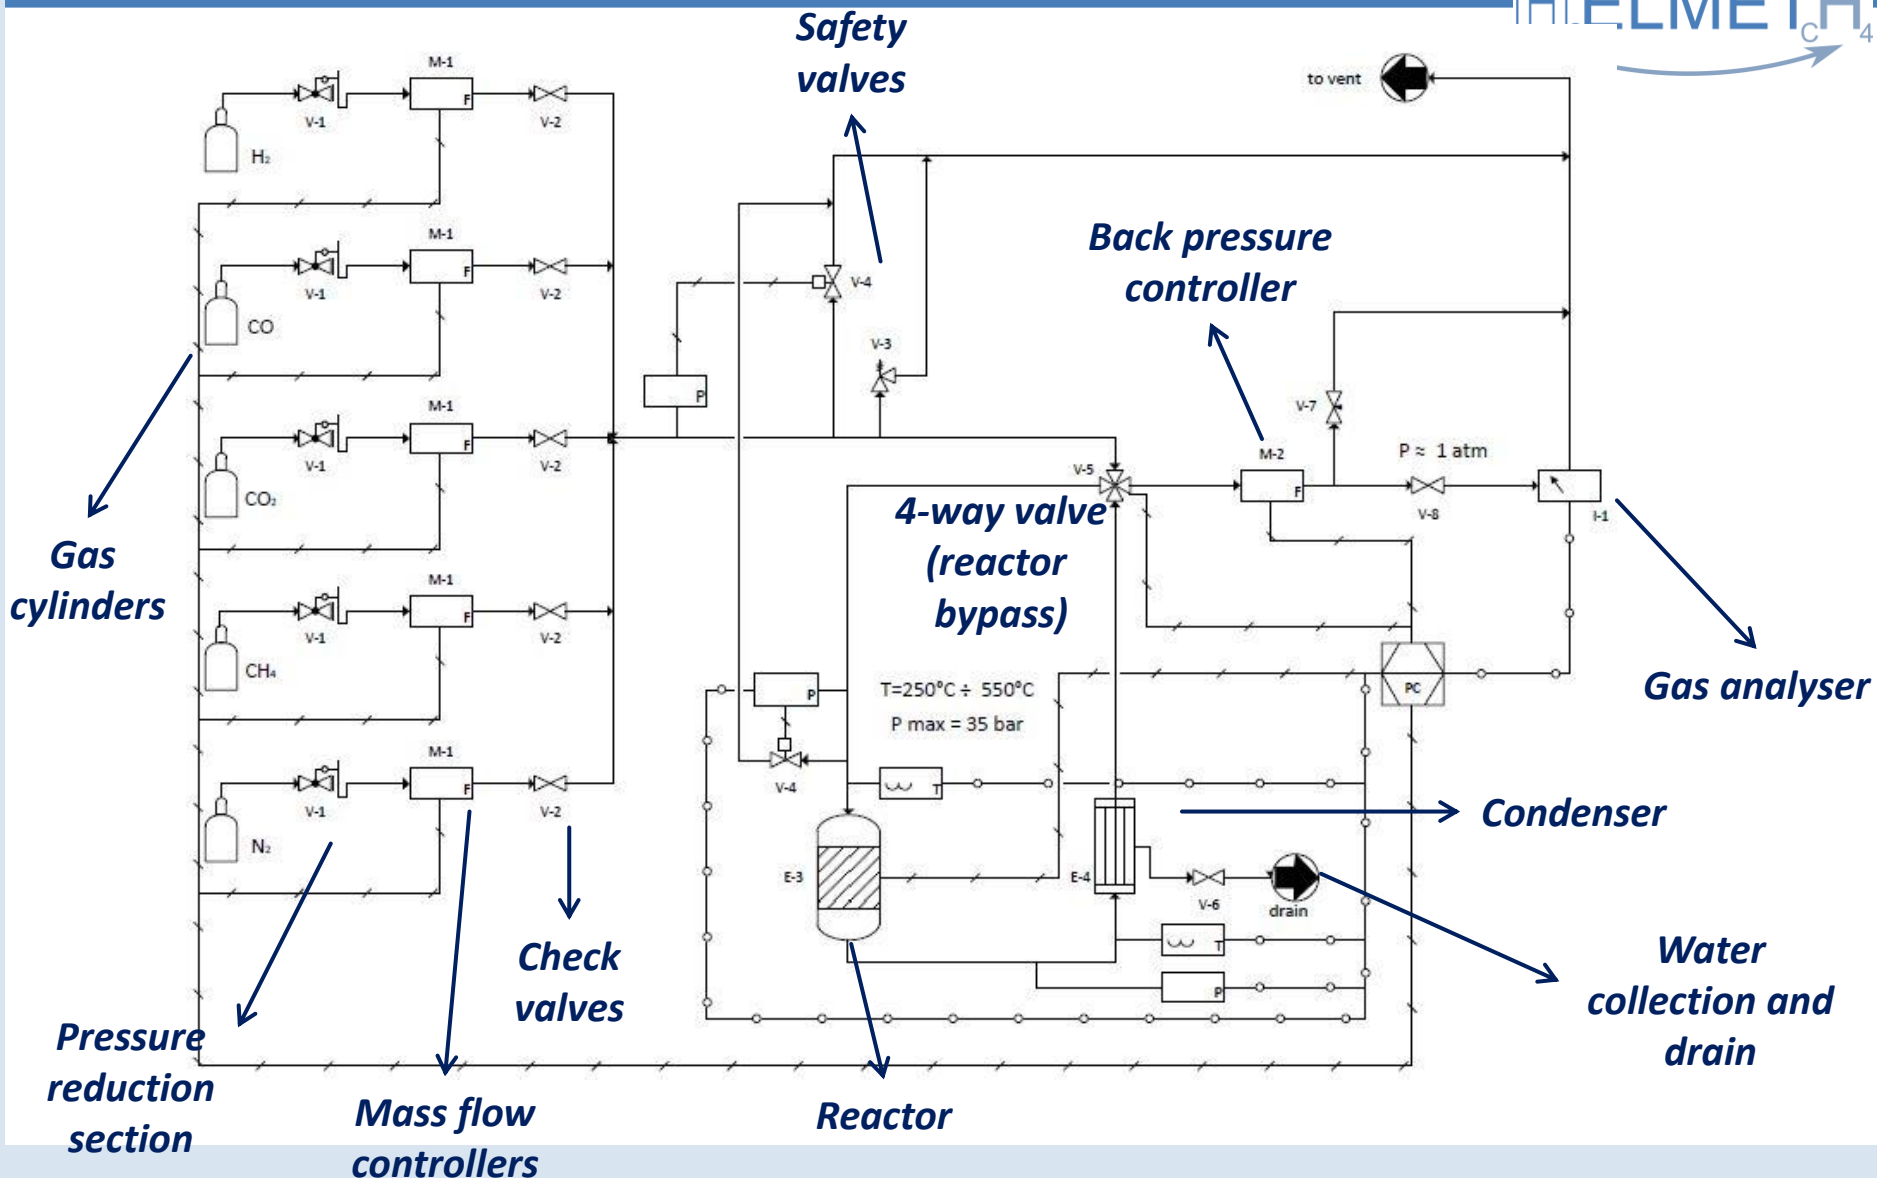 HELMETH
C 4
Safety
valves
to vent
M-1
F
V-1
V-2
H₂
M-1
F
V-1
V-2
CO
V-4
Back pressure
controller
V-3
P
M-1
F
V-1
V-2
CO₂
V-7
V-5
M-2
F
P ≈ 1 atm
V-8
I-1
4-way valve
(reactor
bypass)
Gas
cylinders
M-1
F
V-1
V-2
CH₄
PC
Gas analyser
P
T=250°C ÷ 550°C
P max = 35 bar
V-4
T
M-1
F
V-1
V-2
N₂
Condenser
E-3
E-4
V-6
drain
T
P
Check
valves
Water
collection and
drain
Pressure
reduction
section
Mass flow
controllers
Reactor